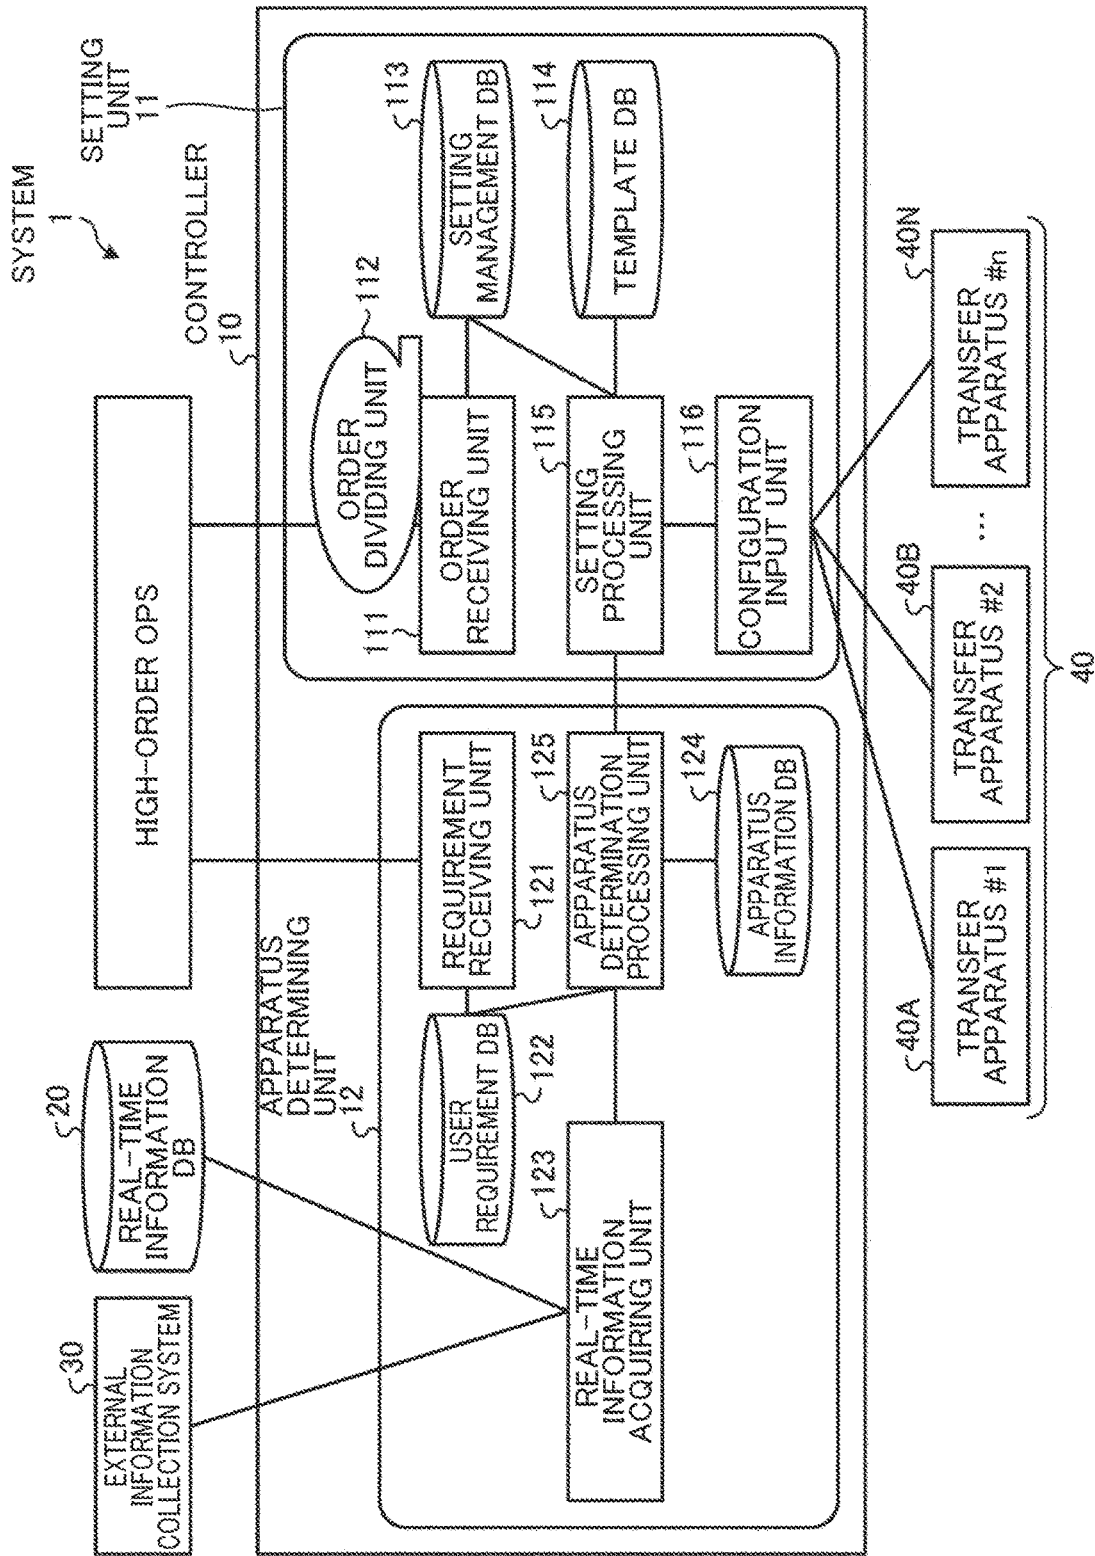 SYSTEM
1
SETTING
UNIT
11
CONTROLLER
10
HIGH-ORDER OPS
20
REAL-TIME
INFORMATION
DB
30
EXTERNAL
INFORMATION
COLLECTION SYSTEM
APPARATUS
DETERMINING
UNIT
12
REQUIREMENT
RECEIVING UNIT
121
USER
REQUIREMENT DB
122
123
REAL-TIME
INFORMATION
ACQUIRING UNIT
125
APPARATUS
DETERMINATION
PROCESSING UNIT
124
APPARATUS
INFORMATION DB
112
ORDER
DIVIDING UNIT
111
ORDER
RECEIVING UNIT
113
SETTING
MANAGEMENT DB
114
TEMPLATE DB
115
SETTING
PROCESSING
UNIT
116
CONFIGURATION
INPUT UNIT
40A
TRANSFER
APPARATUS #1
40B
TRANSFER
APPARATUS #2
...
40N
TRANSFER
APPARATUS #n
40